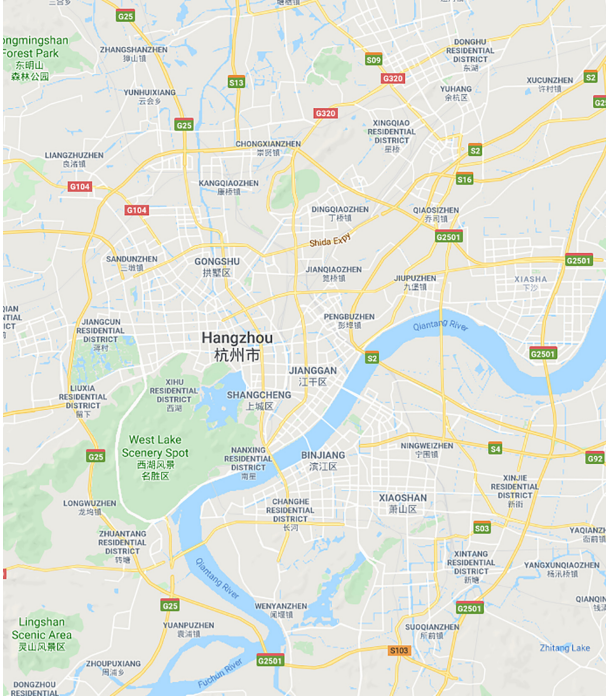 G25
ZHANGSHANZHEN
獐山镇
ongmingshan
Forest Park
东明山
森林公园
S09
DONGHU
RESIDENTIAL
DISTRICT
东湖
G320
S13
YUHANG
余杭区
XUCUNZHEN
许村镇
S2
YUNHUIXIANG
云会乡
G320
G25
XINGQIAO
RESIDENTIAL
DISTRICT
星桥
CHONGXIANZHEN
崇贤镇
S2
LIANGZHUZHEN
良渚镇
G104
KANGQIAOZHEN
康桥镇
S16
G104
DINGQIAOZHEN
丁桥镇
QIAOSIZHEN
乔司镇
Shida Expy
G2501
SANDUNZHEN
三墩镇
GONGSHU
拱墅区
JIANQIAOZHEN
笕桥镇
G2501
JIUPUZHEN
九堡镇
XIASHA
下沙
QIAN
镇
JIANGCUN
RESIDENTIAL
DISTRICT
蒋村
PENGBUZHEN
彭埠镇
Qiantang River
Hangzhou
杭州市
S2
G2501
JIANGGAN
江干区
XIHU
RESIDENTIAL
DISTRICT
西湖
LIUXIA
RESIDENTIAL
DISTRICT
留下
SHANGCHENG
上城区
West Lake
Scenery Spot
西湖风景
名胜区
G25
NANXING
RESIDENTIAL
DISTRICT
南星
BINJIANG
滨江区
NINGWEIZHEN
宁围镇
S4
G92
XINJIE
RESIDENTIAL
DISTRICT
新街
LONGWUZHEN
龙坞镇
CHANGHE
RESIDENTIAL
DISTRICT
长河
XIAOSHAN
萧山区
S03
YAQIANZH
衙前镇
ZHUANTANG
RESIDENTIAL
DISTRICT
转塘
XINTANG
RESIDENTIAL
DISTRICT
新塘
YANGXUNQIAOZHEN
杨汛桥镇
Qiantang River
G25
WENYANZHEN
闻堰镇
G2501
QIANQIN
Lingshan
Scenic Area
灵山风景区
YUANPUZHEN
袁浦镇
SUOQIANZHEN
所前镇
S103
Zhitang Lake
ZHOUPUXIANG
周浦乡
G2501
Fuchun River
DONGZHOU
RESIDENTIAL